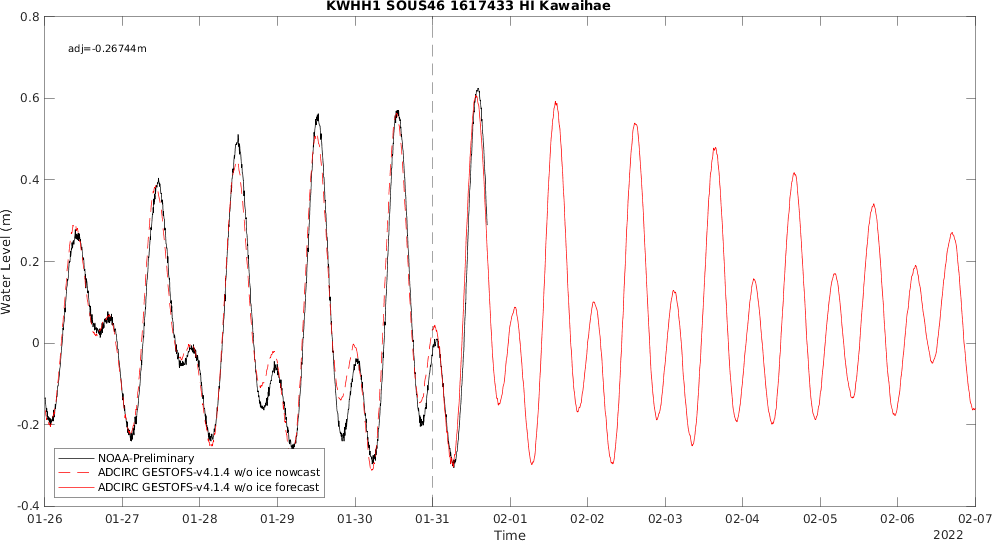 KWHH1 SOUS46 1617433 HI Kawaihae
adj=-0.26744m
Water Level (m)
0.8
0.6
0.4
0.2
0
-0.2
-0.4
NOAA-Preliminary
ADCIRC GESTOFS-v4.1.4 w/o ice nowcast
ADCIRC GESTOFS-v4.1.4 w/o ice forecast
01-26 01-27 01-28 01-29 01-30 01-31 02-01 02-02 02-03 02-04 02-05 02-06 02-07
Time
2022